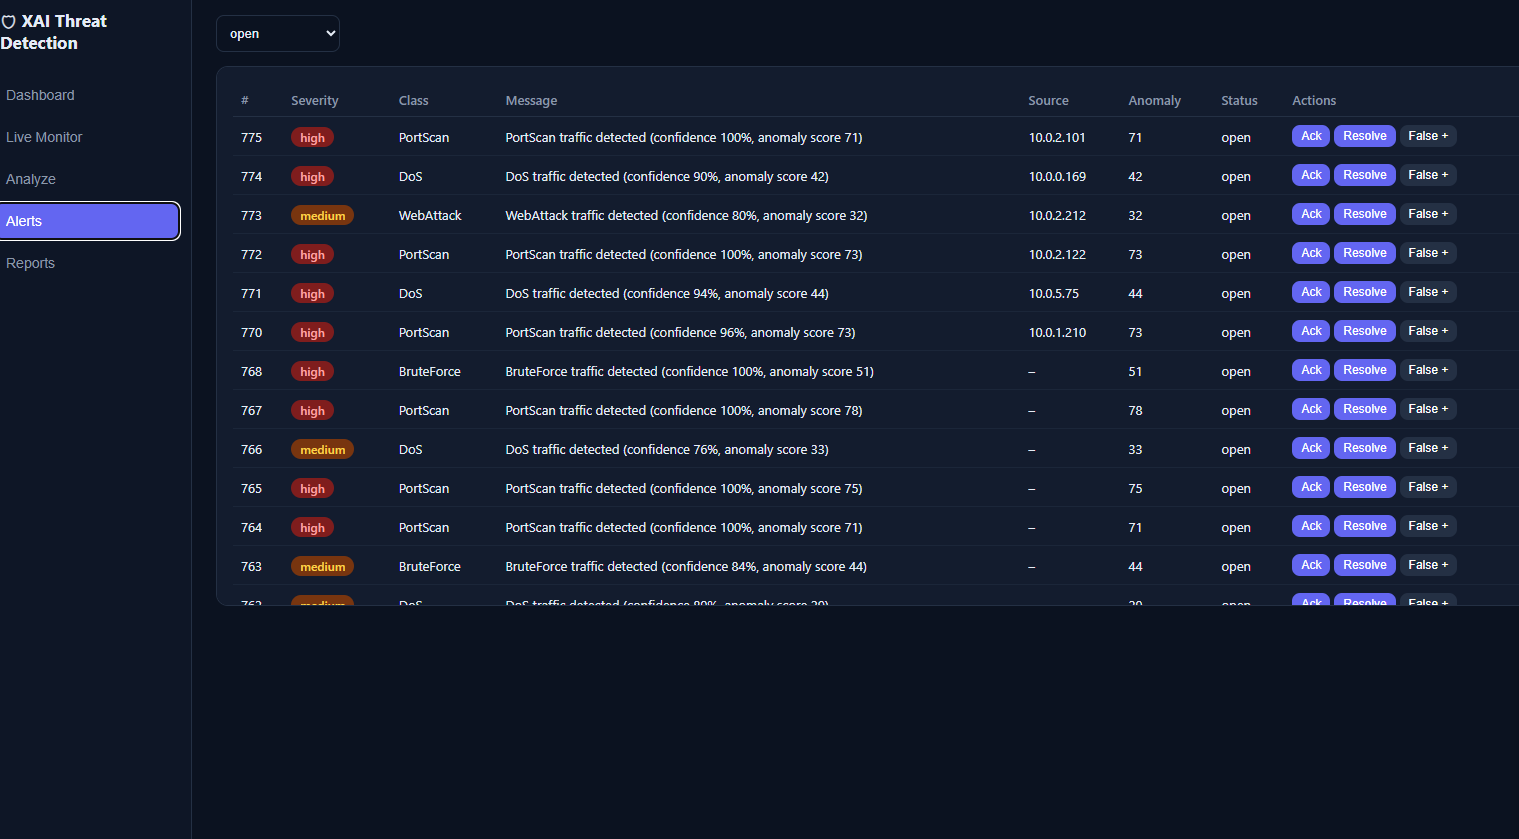 XAI Threat
Detection
Dashboard
Live Monitor
Analyze
Alerts
Reports
open
# Severity Class Message Source Anomaly Status Actions
775 high PortScan PortScan traffic detected (confidence 100%, anomaly score 71) 10.0.2.101 71 open Ack Resolve False +
774 high DoS DoS traffic detected (confidence 90%, anomaly score 42) 10.0.0.169 42 open Ack Resolve False +
773 medium WebAttack WebAttack traffic detected (confidence 80%, anomaly score 32) 10.0.2.212 32 open Ack Resolve False +
772 high PortScan PortScan traffic detected (confidence 100%, anomaly score 73) 10.0.2.122 73 open Ack Resolve False +
771 high DoS DoS traffic detected (confidence 94%, anomaly score 44) 10.0.5.75 44 open Ack Resolve False +
770 high PortScan PortScan traffic detected (confidence 96%, anomaly score 73) 10.0.1.210 73 open Ack Resolve False +
768 high BruteForce BruteForce traffic detected (confidence 100%, anomaly score 51) – 51 open Ack Resolve False +
767 high PortScan PortScan traffic detected (confidence 100%, anomaly score 78) – 78 open Ack Resolve False +
766 medium DoS DoS traffic detected (confidence 76%, anomaly score 33) – 33 open Ack Resolve False +
765 high PortScan PortScan traffic detected (confidence 100%, anomaly score 75) – 75 open Ack Resolve False +
764 high PortScan PortScan traffic detected (confidence 100%, anomaly score 71) – 71 open Ack Resolve False +
763 medium BruteForce BruteForce traffic detected (confidence 84%, anomaly score 44) – 44 open Ack Resolve False +
medium DoS DoS traffic detected (confidence anomaly score open Ack Resolve False +